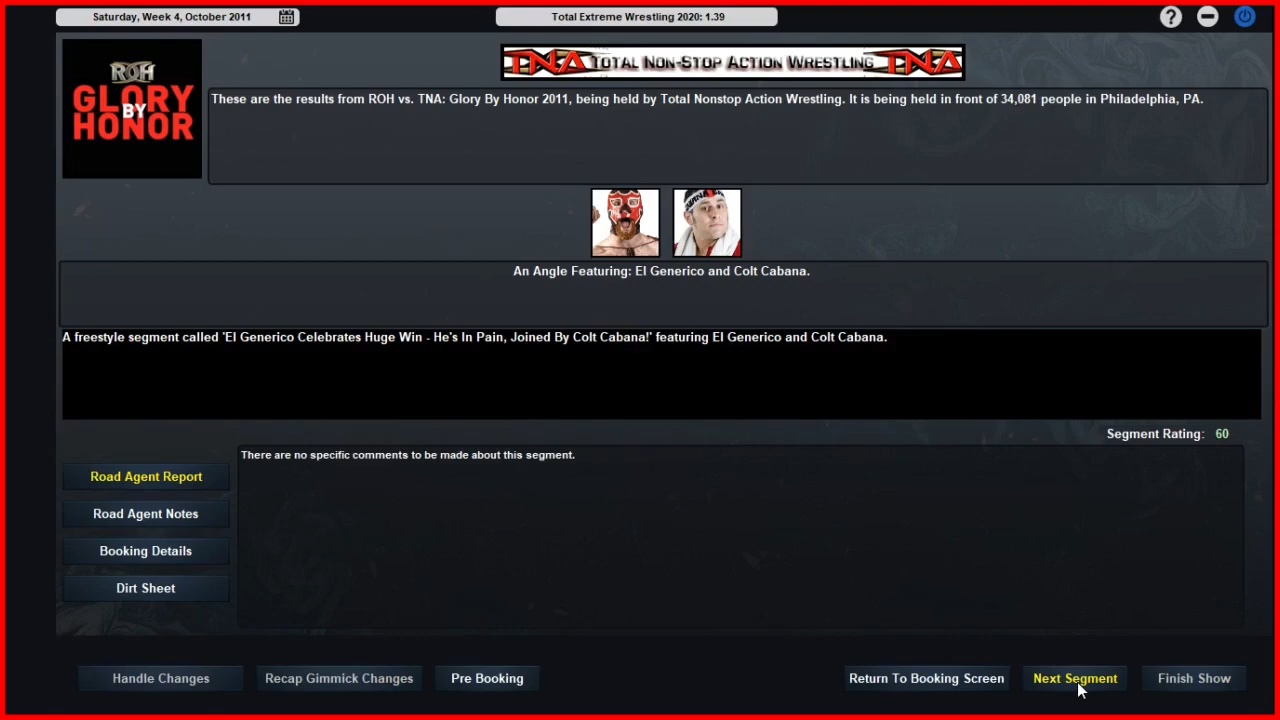 Saturday, Week 4, October 2011
Total Extreme Wrestling 2020: 1.39
?
ROH
GLORY
BY
HONOR
TNA TOTAL NON-STOP ACTION WRESTLING TNA
These are the results from ROH vs. TNA: Glory By Honor 2011, being held by Total Nonstop Action Wrestling. It is being held in front of 34,081 people in Philadelphia, PA.
An Angle Featuring: El Generico and Colt Cabana.
A freestyle segment called 'El Generico Celebrates Huge Win - He's In Pain, Joined By Colt Cabana!' featuring El Generico and Colt Cabana.
Segment Rating: 60
Road Agent Report
There are no specific comments to be made about this segment.
Road Agent Notes
Booking Details
Dirt Sheet
Handle Changes
Recap Gimmick Changes
Pre Booking
Return To Booking Screen
Next Segment
Finish Show